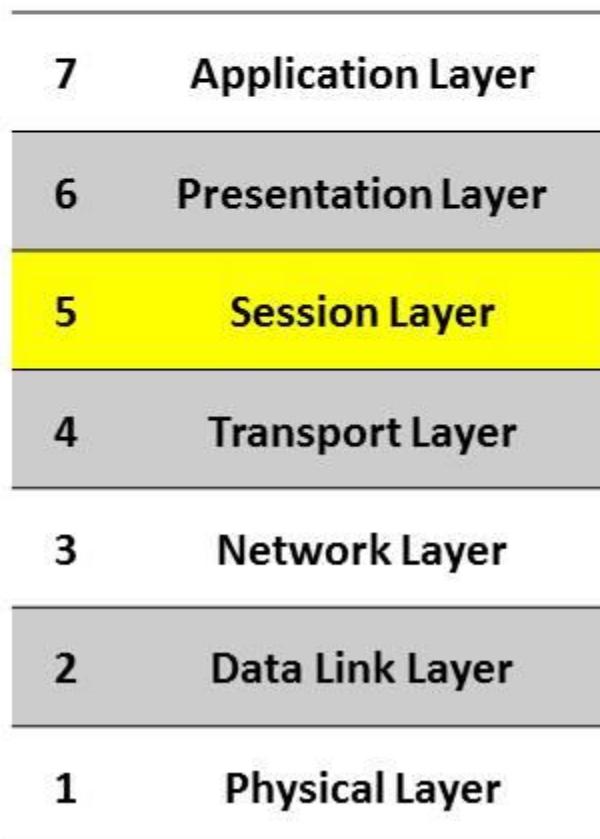 7 Application Layer
6 Presentation Layer
5 Session Layer
4 Transport Layer
3 Network Layer
2 Data Link Layer
1 Physical Layer